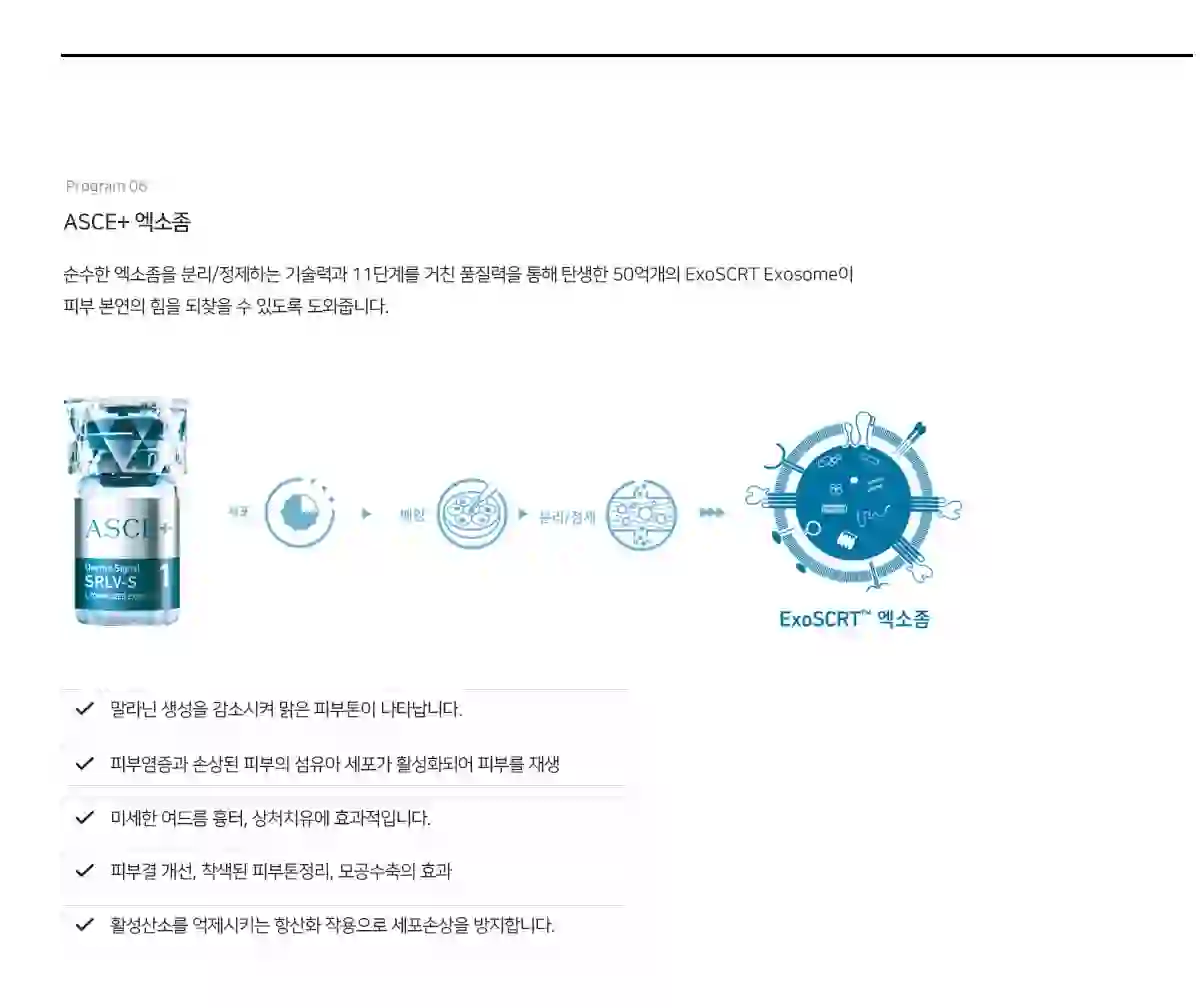 Program 06
ASCE+ 엑소좀
순수한 엑소좀을 분리/정제하는 기술력과 11단계를 거친 품질력을 통해 탄생한 50억개의 ExoSCRT Exosome이
피부 본연의 힘을 되찾을 수 있도록 도와줍니다.
ASCE+
Derma Signal
SRLV-S
1
세포
배양
분리/정제
ExoSCRT™ 엑소좀
말라닌 생성을 감소시켜 맑은 피부톤이 나타납니다.
피부염증과 손상된 피부의 섬유아 세포가 활성화되어 피부를 재생
미세한 여드름 흉터, 상처치유에 효과적입니다.
피부결 개선, 착색된 피부톤정리, 모공수축의 효과
활성산소를 억제시키는 항산화 작용으로 세포손상을 방지합니다.